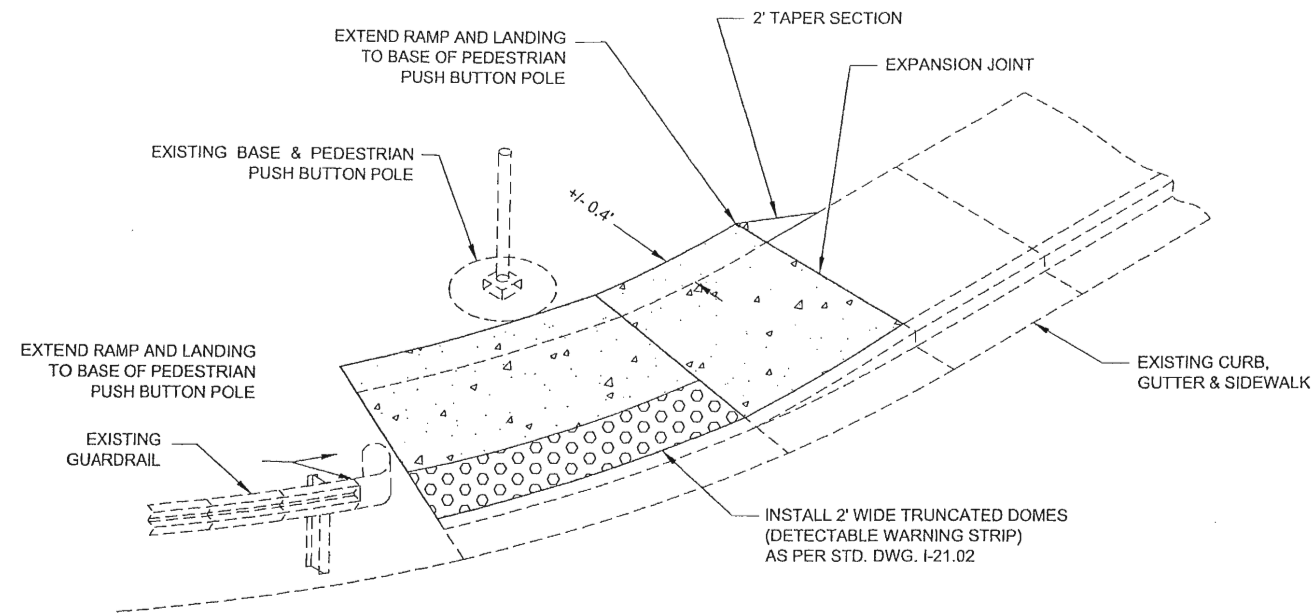 2' TAPER SECTION
EXTEND RAMP AND LANDING
TO BASE OF PEDESTRIAN
PUSH BUTTON POLE
EXPANSION JOINT
EXISTING BASE & PEDESTRIAN
PUSH BUTTON POLE
+/- 0.4'
EXTEND RAMP AND LANDING
TO BASE OF PEDESTRIAN
PUSH BUTTON POLE
EXISTING CURB,
GUTTER & SIDEWALK
EXISTING
GUARDRAIL
INSTALL 2' WIDE TRUNCATED DOMES
(DETECTABLE WARNING STRIP)
AS PER STD. DWG. I-21.02